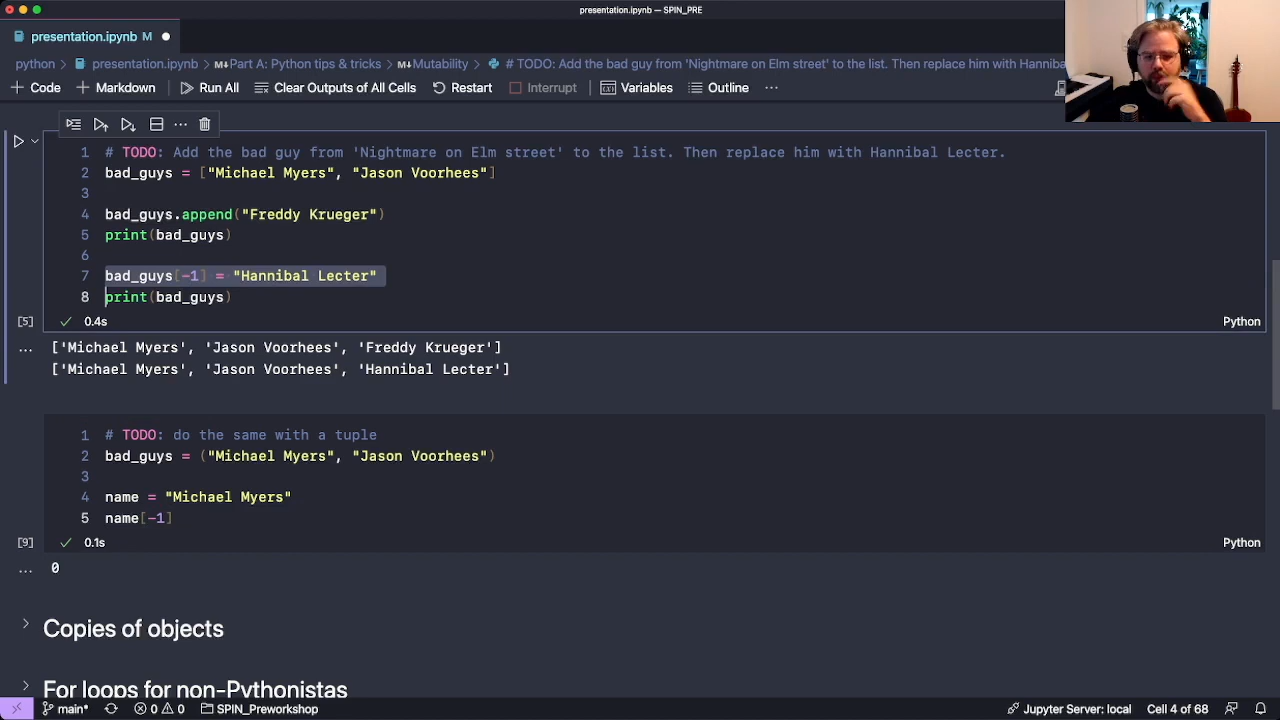 presentation.ipynb — SPIN_PRE
presentation.ipynb M
python > presentation.ipynb > Part A: Python tips & tricks > Mutability > # TODO: Add the bad guy from 'Nightmare on Elm street' to the list. Then replace him with Hanniba
+ Code + Markdown Run All Clear Outputs of All Cells Restart Interrupt Variables Outline ...
1 # TODO: Add the bad guy from 'Nightmare on Elm street' to the list. Then replace him with Hannibal Lecter.
2 bad_guys = ["Michael Myers", "Jason Voorhees"]
3
4 bad_guys.append("Freddy Krueger")
5 print(bad_guys)
6
7 bad_guys[-1] = "Hannibal Lecter"
8 print(bad_guys)
[5] 0.4s Python
['Michael Myers', 'Jason Voorhees', 'Freddy Krueger']
['Michael Myers', 'Jason Voorhees', 'Hannibal Lecter']
1 # TODO: do the same with a tuple
2 bad_guys = ("Michael Myers", "Jason Voorhees")
3
4 name = "Michael Myers"
5 name[-1]
[9] 0.1s Python
0
Copies of objects
For loops for non-Pythonistas
main* 0 0 SPIN_Preworkshop Jupyter Server: local Cell 4 of 68